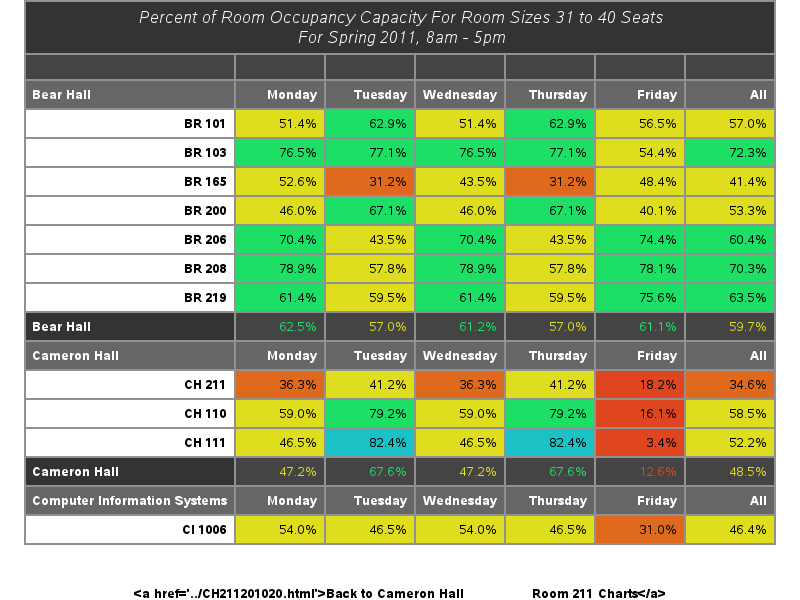 Percent of Room Occupancy Capacity For Room Sizes 31 to 40 Seats
For Spring 2011, 8am - 5pm
Bear Hall Monday Tuesday Wednesday Thursday Friday All
BR 101 51.4% 62.9% 51.4% 62.9% 56.5% 57.0%
BR 103 76.5% 77.1% 76.5% 77.1% 54.4% 72.3%
BR 165 52.6% 31.2% 43.5% 31.2% 48.4% 41.4%
BR 200 46.0% 67.1% 46.0% 67.1% 40.1% 53.3%
BR 206 70.4% 43.5% 70.4% 43.5% 74.4% 60.4%
BR 208 78.9% 57.8% 78.9% 57.8% 78.1% 70.3%
BR 219 61.4% 59.5% 61.4% 59.5% 75.6% 63.5%
Bear Hall 62.5% 57.0% 61.2% 57.0% 61.1% 59.7%
Cameron Hall Monday Tuesday Wednesday Thursday Friday All
CH 211 36.3% 41.2% 36.3% 41.2% 18.2% 34.6%
CH 110 59.0% 79.2% 59.0% 79.2% 16.1% 58.5%
CH 111 46.5% 82.4% 46.5% 82.4% 3.4% 52.2%
Cameron Hall 47.2% 67.6% 47.2% 67.6% 12.6% 48.5%
Computer Information Systems Monday Tuesday Wednesday Thursday Friday All
CI 1006 54.0% 46.5% 54.0% 46.5% 31.0% 46.4%
<a href='../CH211201020.html'>Back to Cameron Hall Room 211 Charts</a>